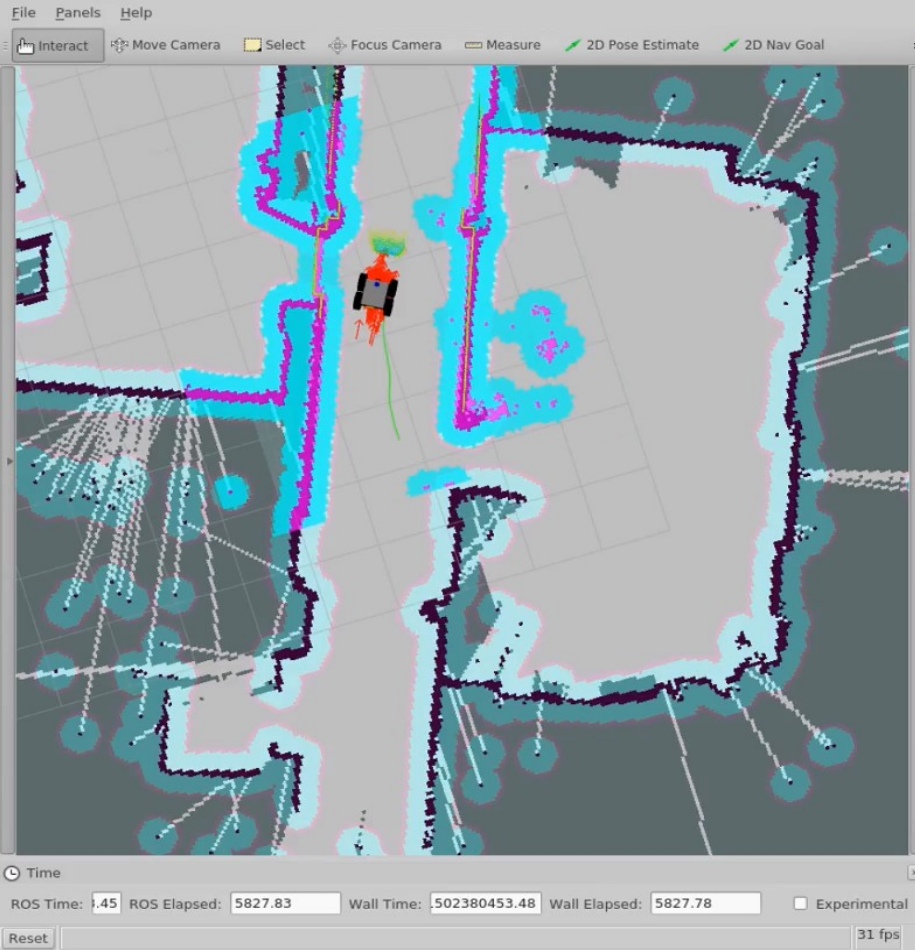 File Panels Help
Interact Move Camera Select Focus Camera Measure 2D Pose Estimate 2D Nav Goal
Time
ROS Time: .45 ROS Elapsed: 5827.83 Wall Time: .502380453.48 Wall Elapsed: 5827.78 Experimental
Reset 31 fps